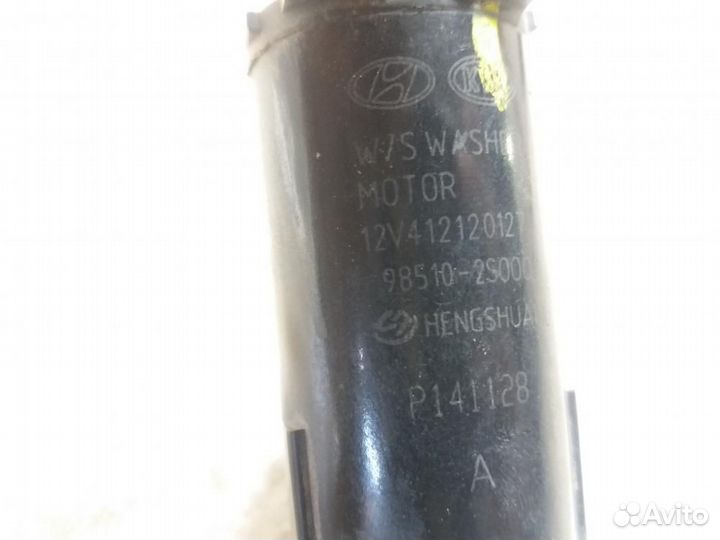 W/S WASHE
MOTOR
12V412120127
98510-2S000
HENGSHUA
P141128
A
Avito